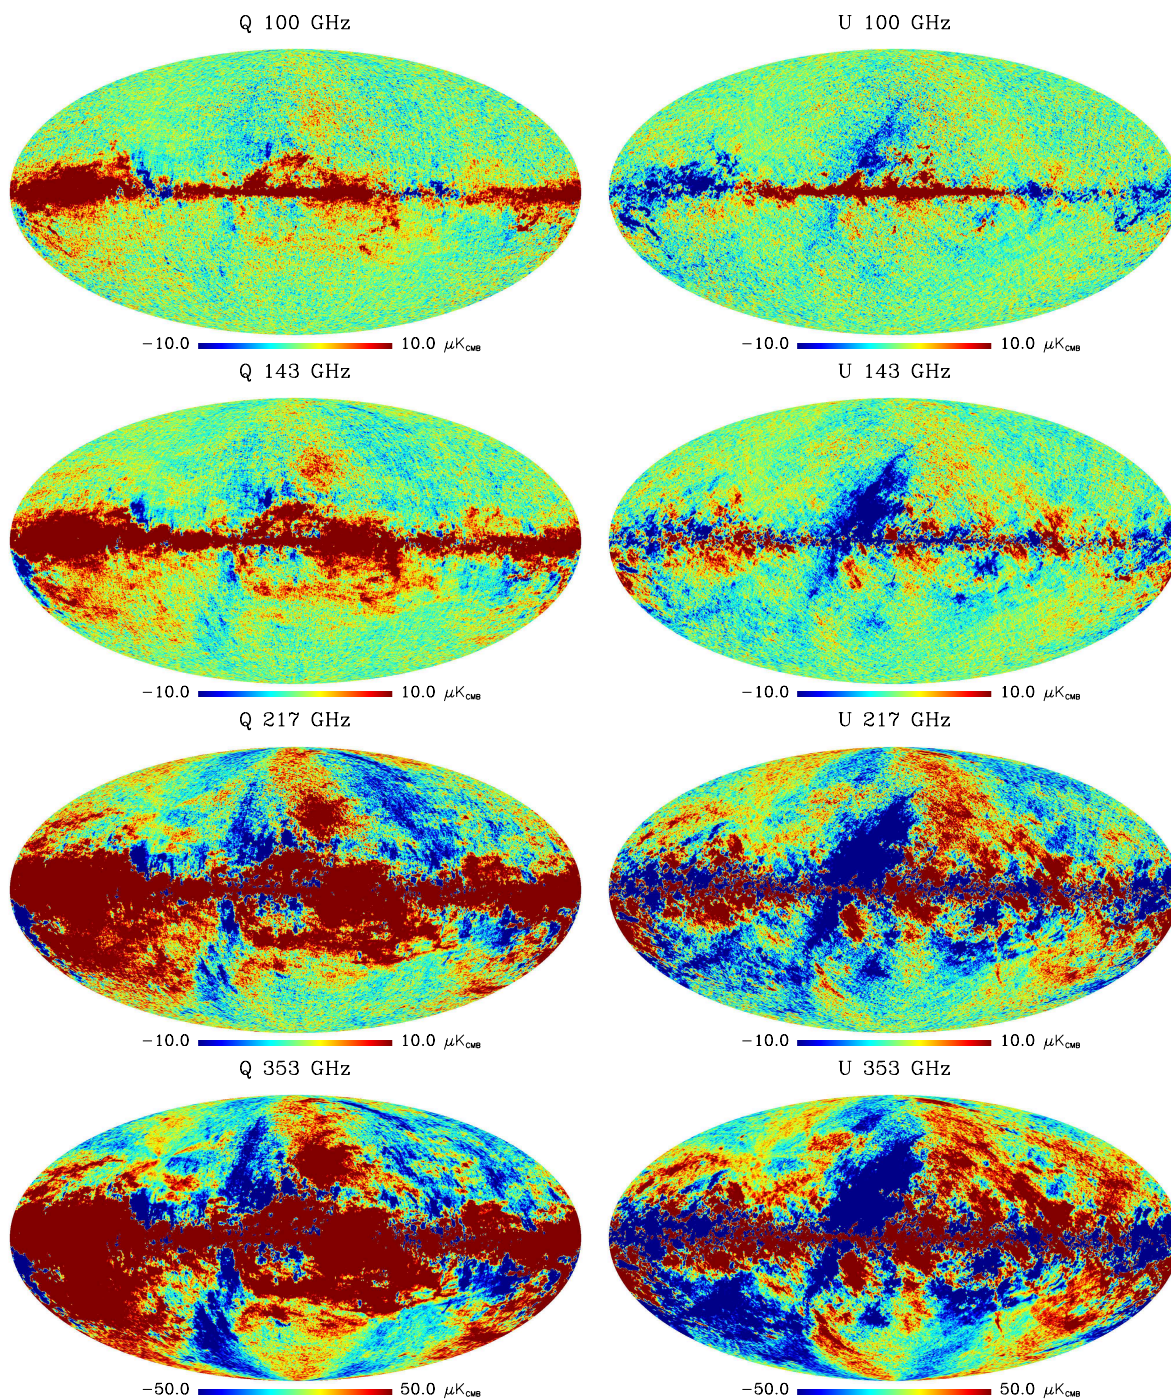 Q 100 GHz
U 100 GHz
−10.0 10.0 μK_CMB
−10.0 10.0 μK_CMB
Q 143 GHz
U 143 GHz
−10.0 10.0 μK_CMB
−10.0 10.0 μK_CMB
Q 217 GHz
U 217 GHz
−10.0 10.0 μK_CMB
−10.0 10.0 μK_CMB
Q 353 GHz
U 353 GHz
−50.0 50.0 μK_CMB
−50.0 50.0 μK_CMB